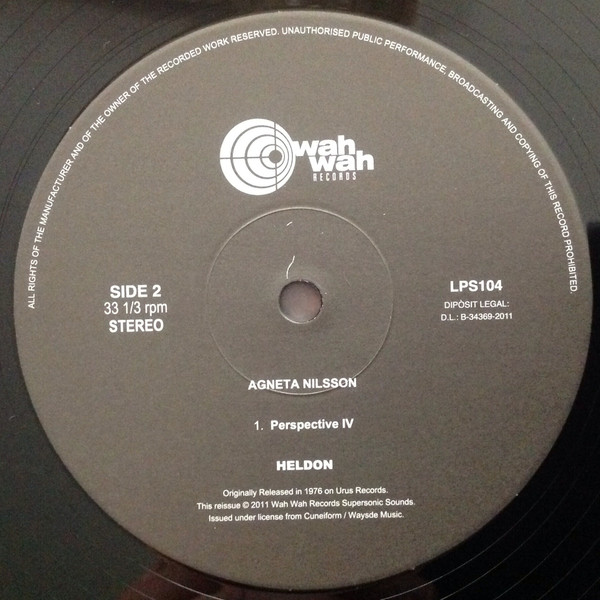 ALL RIGHTS OF THE MANUFACTURER AND OF THE OWNER OF THE RECORDED WORK RESERVED. UNAUTHORISED PUBLIC PERFORMANCE, BROADCASTING AND COPYING OF THIS RECORD PROHIBITED.
wah
wah
RECORDS
SIDE 2
33 1/3 rpm
STEREO
LPS104
DIPÒSIT LEGAL:
D.L.: B-34369-2011
AGNETA NILSSON
1. Perspective IV
HELDON
Originally Released in 1976 on Urus Records.
This reissue © 2011 Wah Wah Records Supersonic Sounds.
Issued under license from Cuneiform / Waysde Music.